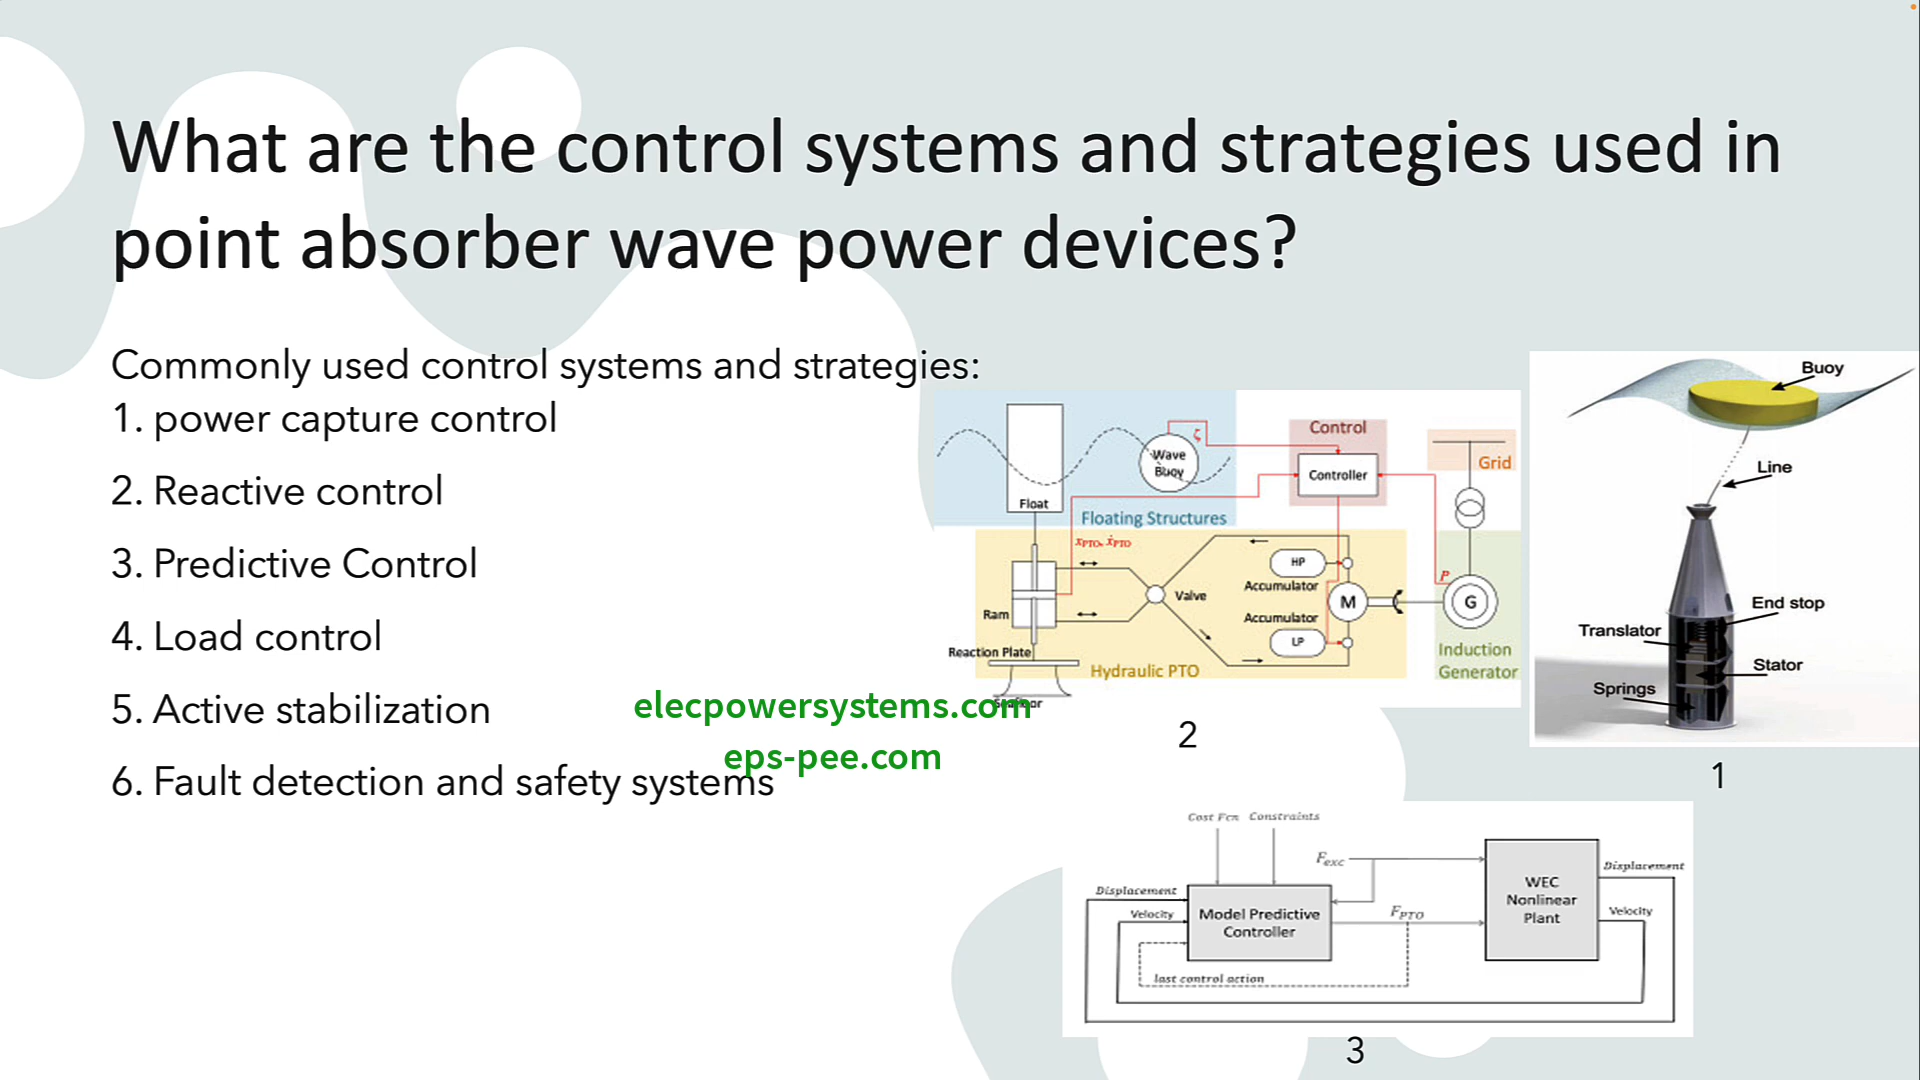 What are the control systems and strategies used in
point absorber wave power devices?
Commonly used control systems and strategies:
1. power capture control
2. Reactive control
3. Predictive Control
4. Load control
5. Active stabilization
6. Fault detection and safety systems
elecpowersystems.com
eps-pee.com
Float
Wave
Buoy
ζ
Floating Structures
Control
Controller
Grid
xPTO, ẋPTO
Ram
Reaction Plate
Valve
HP
Accumulator
Accumulator
LP
M
Hydraulic PTO
P
G
Induction
Generator
2
Buoy
Line
End stop
Translator
Stator
Springs
1
Cost Fcn Constraints
Fexc
Displacement
Velocity
Model Predictive
Controller
FPTO
last control action
WEC
Nonlinear
Plant
Displacement
Velocity
3